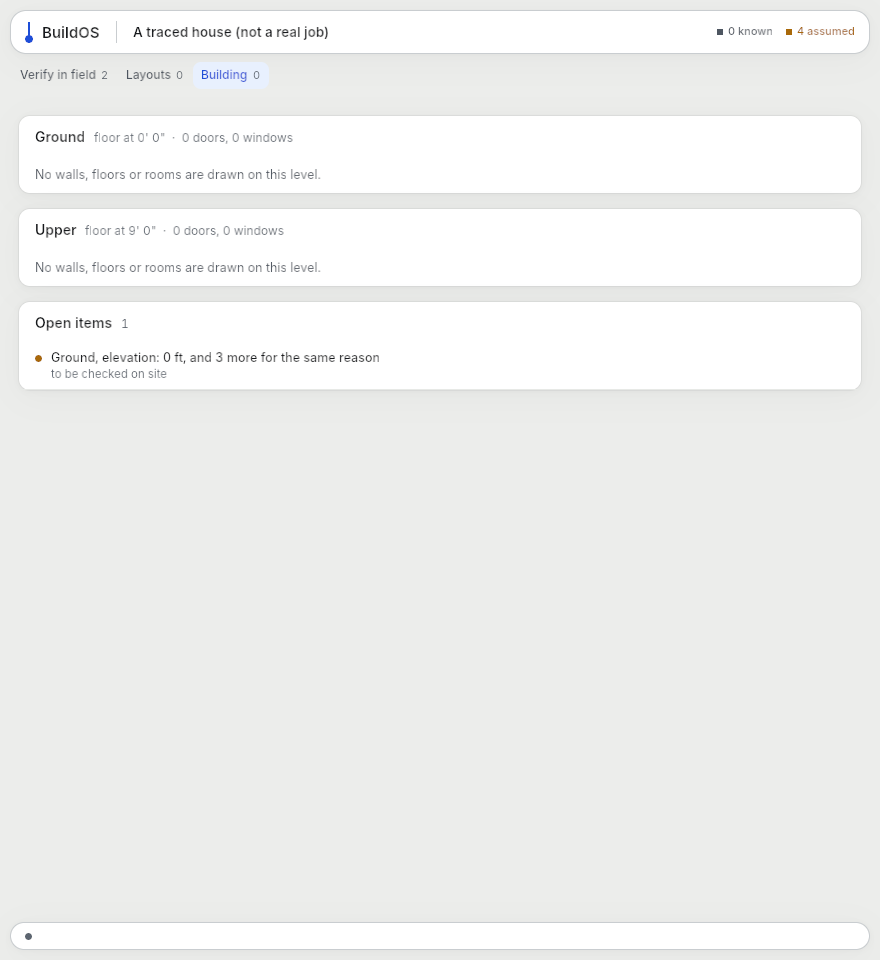 BuildOS
A traced house (not a real job)
0 known
4 assumed
Verify in field 2
Layouts 0
Building 0
Ground floor at 0' 0" · 0 doors, 0 windows
No walls, floors or rooms are drawn on this level.
Upper floor at 9' 0" · 0 doors, 0 windows
No walls, floors or rooms are drawn on this level.
Open items 1
Ground, elevation: 0 ft, and 3 more for the same reason
to be checked on site